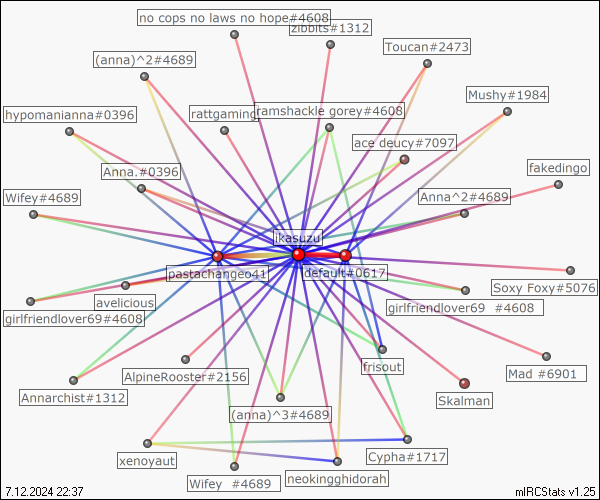 no cops no laws no hope#4608
zibbits#1312
Toucan#2473
(anna)^2#4689
Mushy#1984
hypomanianna#0396
rattgaming
ramshackle gorey#4608
ace deucy#7097
Anna.#0396
fakedingo
Wifey#4689
Anna^2#4689
ikasuzu
pastachangeo41
default#0617
Soxy Foxy#5076
avelicious
girlfriendlover69 #4608
girlfriendlover69#4608
frisout
Mad #6901
AlpineRooster#2156
Annarchist#1312
Skalman
(anna)^3#4689
Cypha#1717
xenoyaut
neokingghidorah
Wifey #4689
7.12.2024 22:37
mIRCStats v1.25